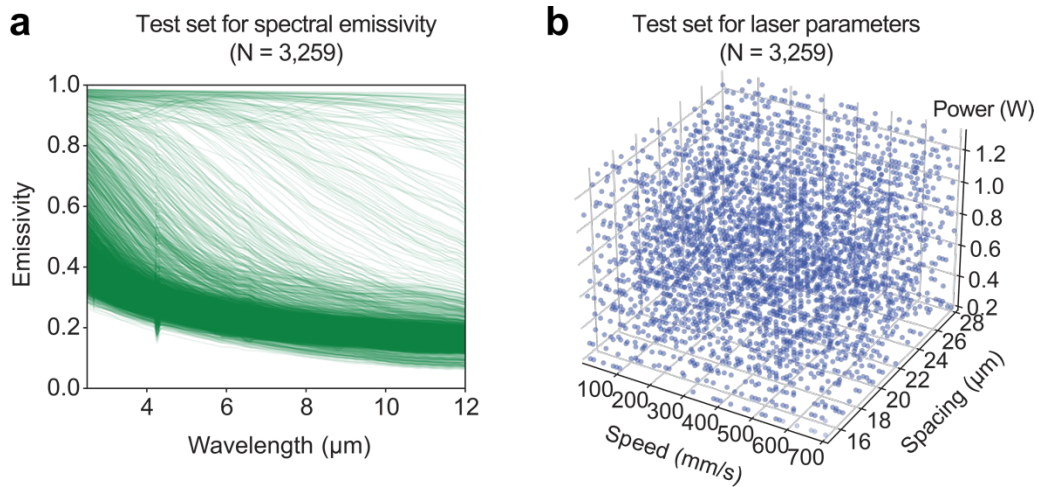 a
Test set for spectral emissivity
(N = 3,259)
1.0
0.8
0.6
0.4
0.2
0.0
Emissivity
4
6
8
10
12
Wavelength (μm)
b
Test set for laser parameters
(N = 3,259)
Power (W)
1.2
1.0
0.8
0.6
0.4
0.2
28
26
24
22
20
18
16
Spacing (μm)
100
200
300
400
500
600
700
Speed (mm/s)